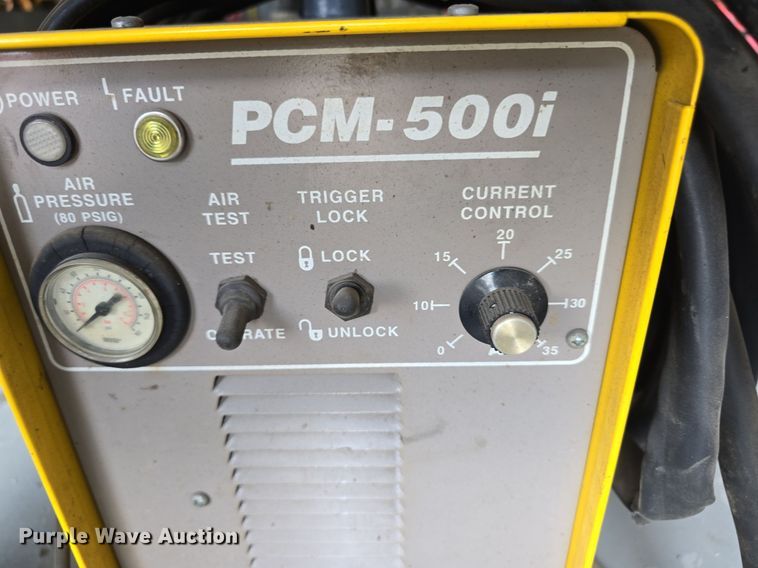 POWER
FAULT
PCM-500i
AIR
PRESSURE
(80 PSIG)
AIR
TEST
TRIGGER
LOCK
CURRENT
CONTROL
TEST
LOCK
UNLOCK
0
10
15
20
25
30
35
Purple Wave Auction